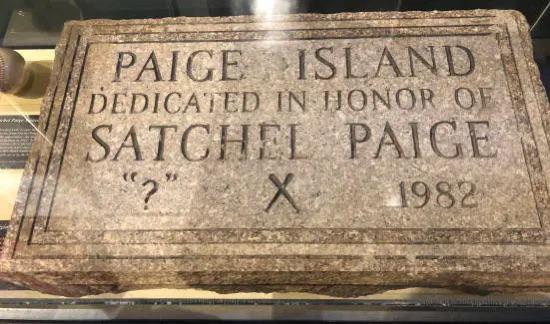 PAIGE ISLAND
DEDICATED IN HONOR OF
SATCHEL PAIGE
"?" X 1982